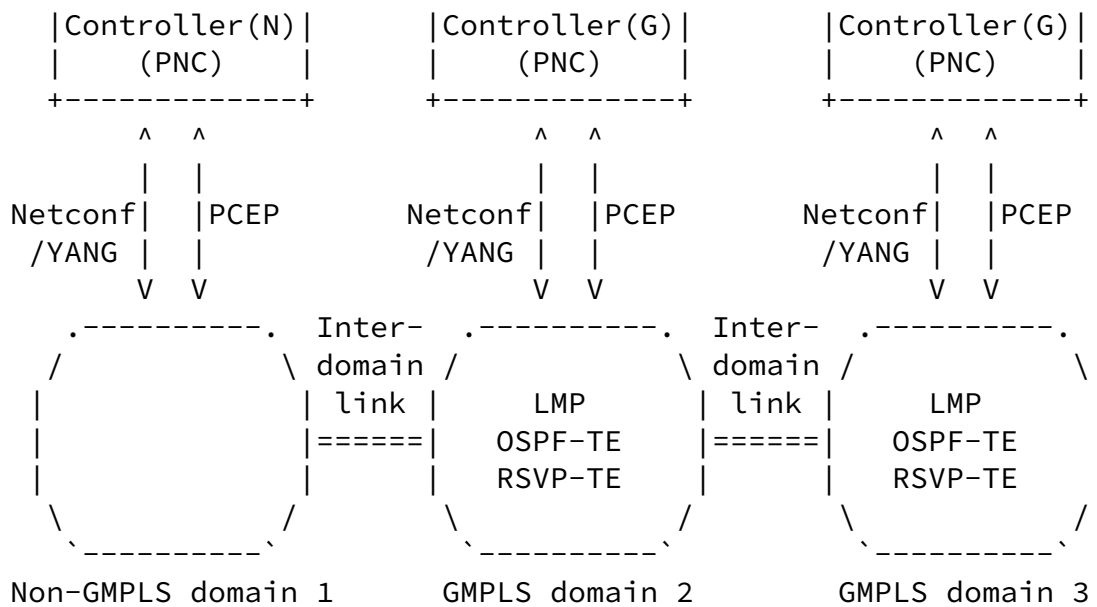 |Controller(N)| |Controller(G)| |Controller(G)|
| (PNC) | | (PNC) | | (PNC) |
+-------------+ +-------------+ +-------------+
^ ^ ^ ^ ^ ^
| | | | | |
Netconf| |PCEP Netconf| |PCEP Netconf| |PCEP
/YANG | | /YANG | | /YANG | |
V V V V V V
.----------. Inter- .----------. Inter- .----------.
/ \ domain / \ domain / \
| | link | LMP | link | LMP |
| |======| OSPF-TE |======| OSPF-TE |
| | | RSVP-TE | | RSVP-TE |
\ / \ / \ /
`----------` `----------` `----------`
Non-GMPLS domain 1 GMPLS domain 2 GMPLS domain 3